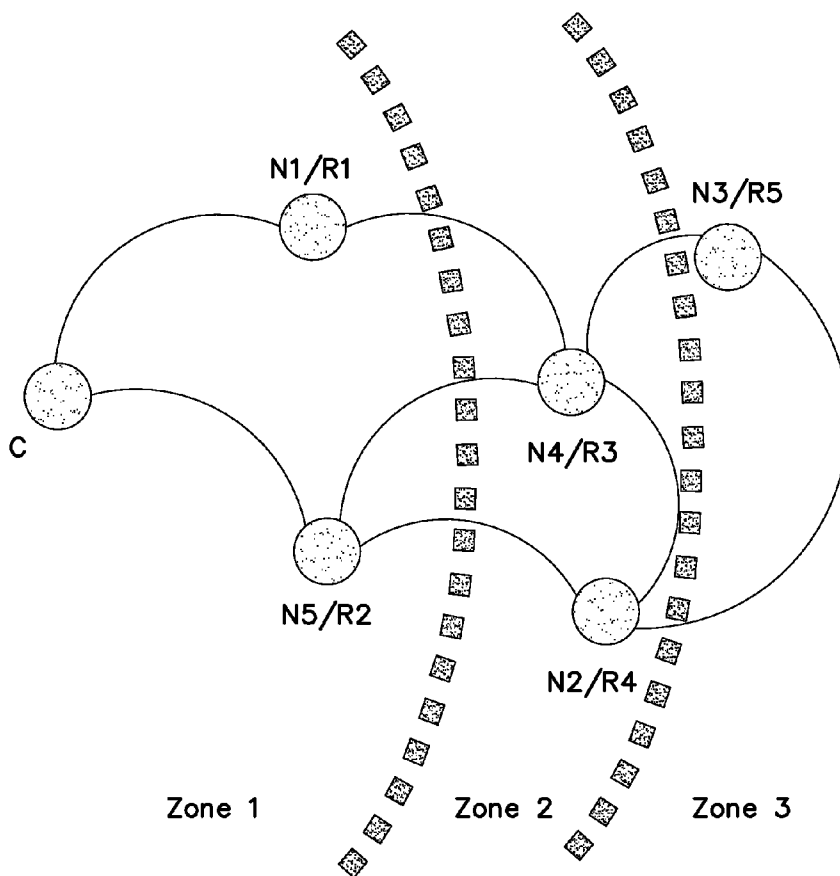 N1/R1
N3/R5
C
N4/R3
N5/R2
N2/R4
Zone 1
Zone 2
Zone 3